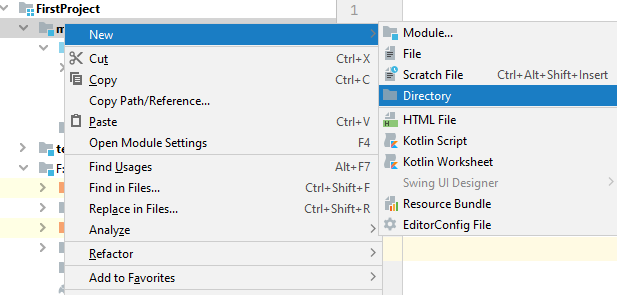 FirstProject
1
m
New
Cut Ctrl+X
Copy Ctrl+C
Copy Path/Reference...
Paste Ctrl+V
Open Module Settings F4
Find Usages Alt+F7
Find in Files... Ctrl+Shift+F
Replace in Files... Ctrl+Shift+R
Analyze
Refactor
Add to Favorites
Module...
File
Scratch File Ctrl+Alt+Shift+Insert
Directory
HTML File
Kotlin Script
Kotlin Worksheet
Swing UI Designer
Resource Bundle
EditorConfig File